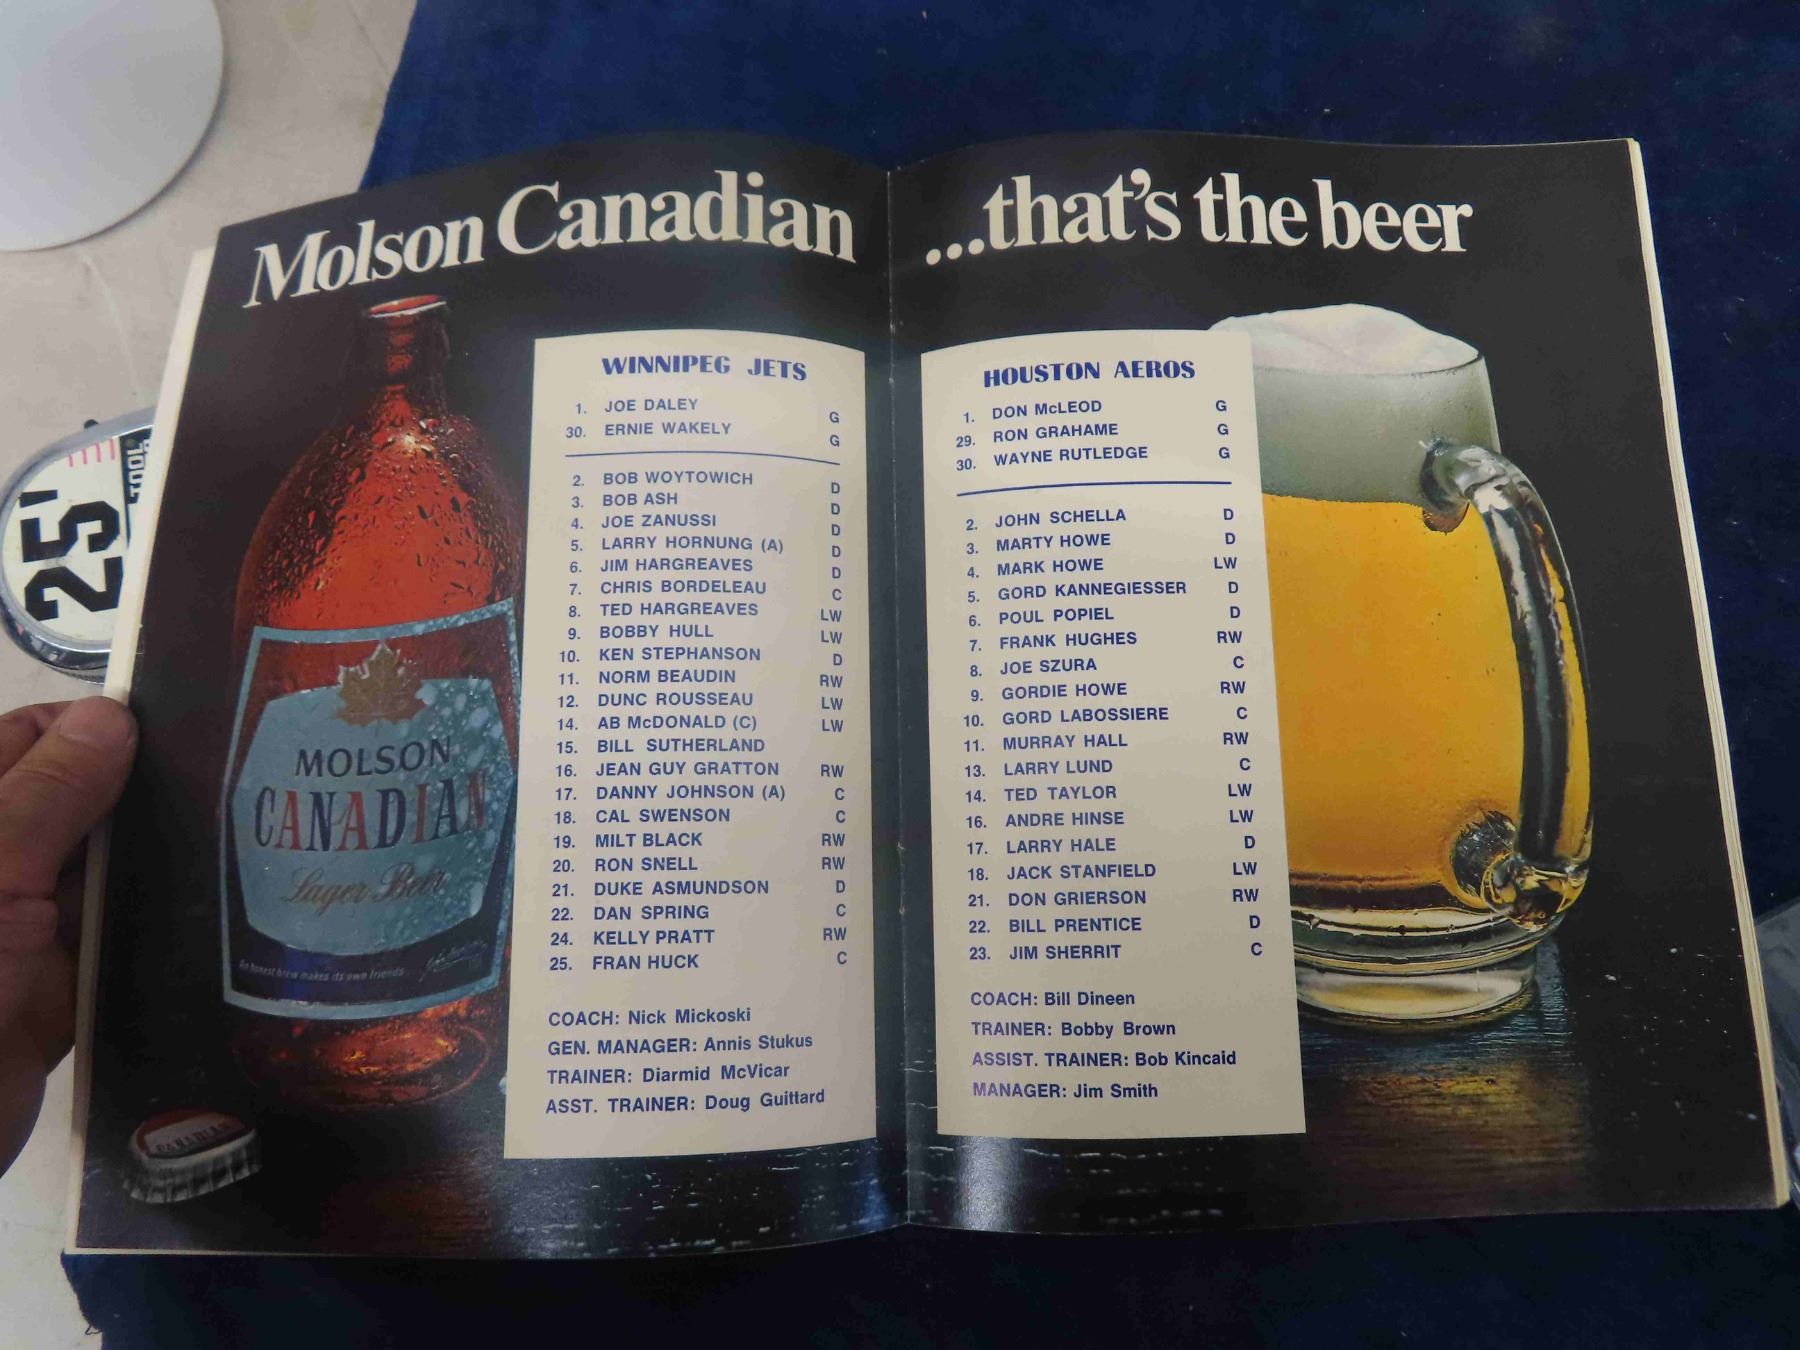 Molson Canadian ...that's the beer
WINNIPEG JETS
1. JOE DALEY G
30. ERNIE WAKELY G
2. BOB WOYTOWICH D
3. BOB ASH D
4. JOE ZANUSSI D
5. LARRY HORNUNG (A) D
6. JIM HARGREAVES D
7. CHRIS BORDELEAU C
8. TED HARGREAVES LW
9. BOBBY HULL LW
10. KEN STEPHANSON D
11. NORM BEAUDIN RW
12. DUNC ROUSSEAU LW
14. AB McDONALD (C) LW
15. BILL SUTHERLAND
16. JEAN GUY GRATTON RW
17. DANNY JOHNSON (A) C
18. CAL SWENSON C
19. MILT BLACK RW
20. RON SNELL RW
21. DUKE ASMUNDSON D
22. DAN SPRING C
24. KELLY PRATT RW
25. FRAN HUCK C
COACH: Nick Mickoski
GEN. MANAGER: Annis Stukus
TRAINER: Diarmid McVicar
ASST. TRAINER: Doug Guittard
HOUSTON AEROS
1. DON McLEOD G
29. RON GRAHAME G
30. WAYNE RUTLEDGE G
2. JOHN SCHELLA D
3. MARTY HOWE D
4. MARK HOWE LW
5. GORD KANNEGIESSER D
6. POUL POPIEL D
7. FRANK HUGHES RW
8. JOE SZURA C
9. GORDIE HOWE RW
10. GORD LABOSSIERE C
11. MURRAY HALL RW
13. LARRY LUND C
14. TED TAYLOR LW
16. ANDRE HINSE LW
17. LARRY HALE D
18. JACK STANFIELD LW
21. DON GRIERSON RW
22. BILL PRENTICE D
23. JIM SHERRIT C
COACH: Bill Dineen
TRAINER: Bobby Brown
ASSIST. TRAINER: Bob Kincaid
MANAGER: Jim Smith
MOLSON
CANADIAN
Lager Beer
An honest brew makes its own friends
CANADIAN
25'